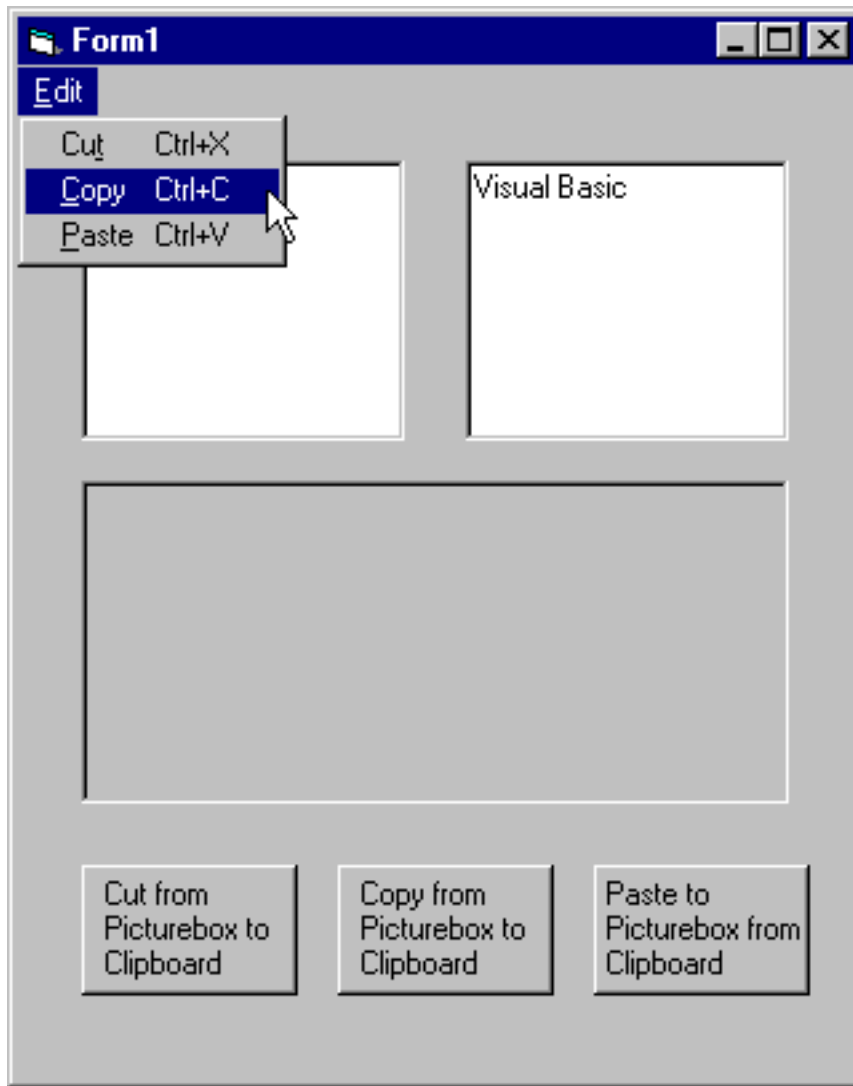 Form1
Edit
Cut Ctrl+X
Copy Ctrl+C
Paste Ctrl+V
Visual Basic
Cut from
Picturebox to
Clipboard
Copy from
Picturebox to
Clipboard
Paste to
Picturebox from
Clipboard